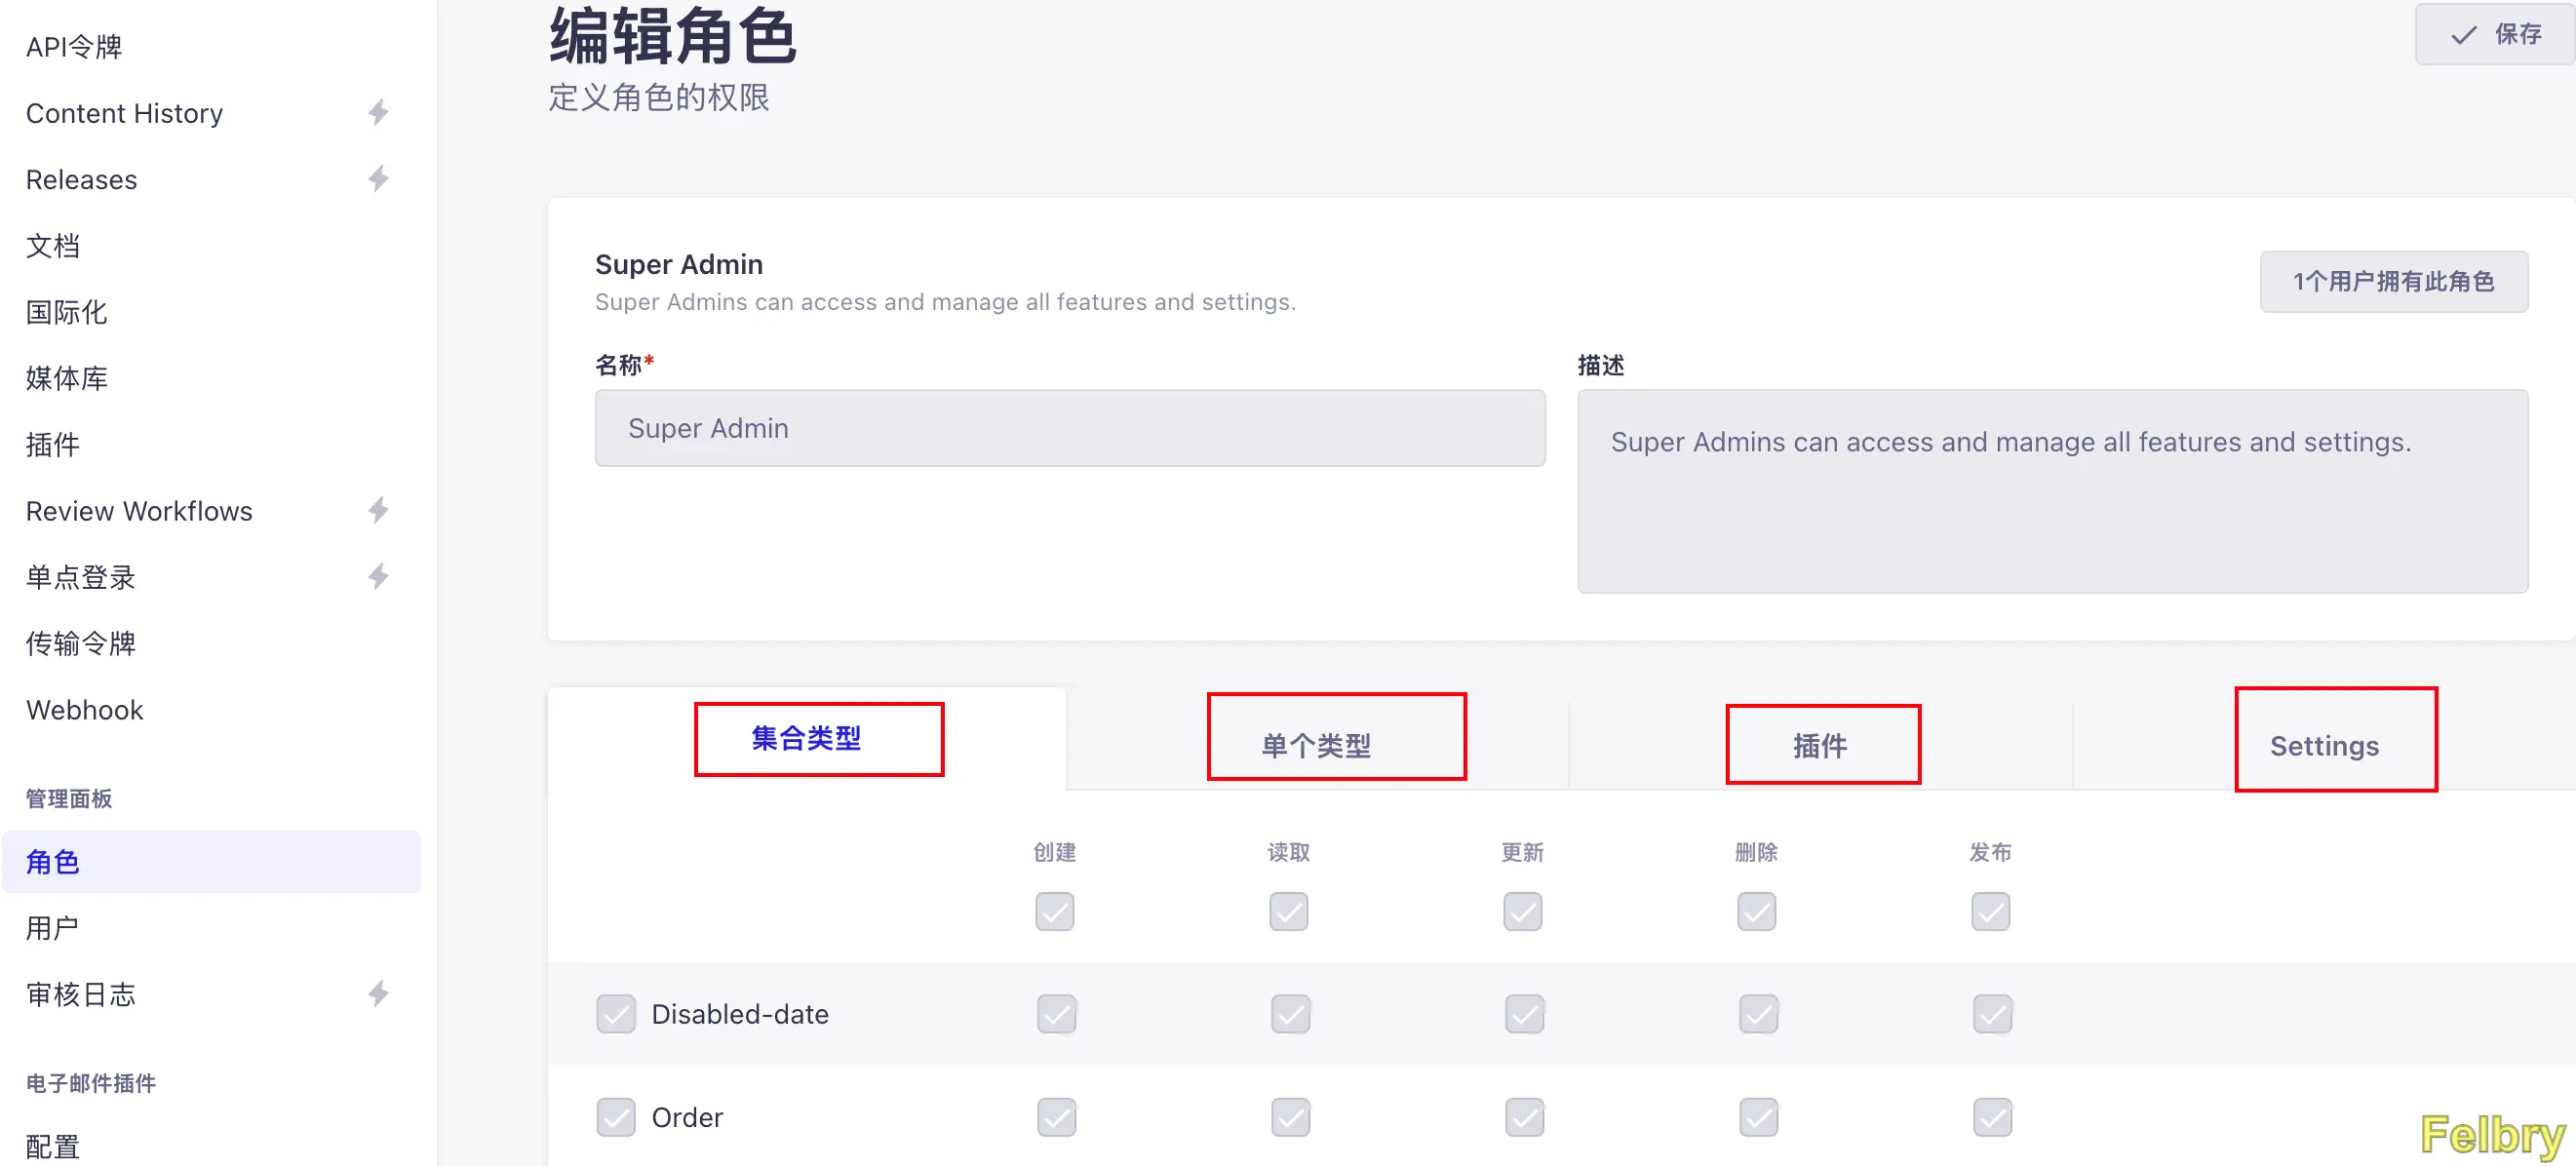 API令牌
Content History
Releases
文档
国际化
媒体库
插件
Review Workflows
单点登录
传输令牌
Webhook
管理面板
角色
用户
审核日志
电子邮件插件
配置
编辑角色
定义角色的权限
保存
Super Admin
Super Admins can access and manage all features and settings.
1个用户拥有此角色
名称*
Super Admin
描述
Super Admins can access and manage all features and settings.
集合类型 单个类型 插件 Settings
创建 读取 更新 删除 发布
Disabled-date
Order
Felbry